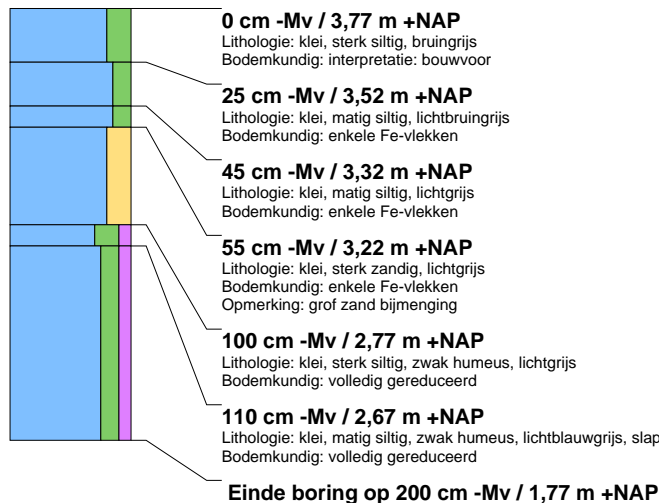 0 cm -Mv / 3,77 m +NAP
Lithologie: klei, sterk siltig, bruingrijs
Bodemkundig: interpretatie: bouwvoor
25 cm -Mv / 3,52 m +NAP
Lithologie: klei, matig siltig, lichtbruingrijs
Bodemkundig: enkele Fe-vlekken
45 cm -Mv / 3,32 m +NAP
Lithologie: klei, matig siltig, lichtgrijs
Bodemkundig: enkele Fe-vlekken
55 cm -Mv / 3,22 m +NAP
Lithologie: klei, sterk zandig, lichtgrijs
Bodemkundig: enkele Fe-vlekken
Opmerking: grof zand bijmenging
100 cm -Mv / 2,77 m +NAP
Lithologie: klei, sterk siltig, zwak humeus, lichtgrijs
Bodemkundig: volledig gereduceerd
110 cm -Mv / 2,67 m +NAP
Lithologie: klei, matig siltig, zwak humeus, lichtblauwgrijs, slap
Bodemkundig: volledig gereduceerd
Einde boring op 200 cm -Mv / 1,77 m +NAP